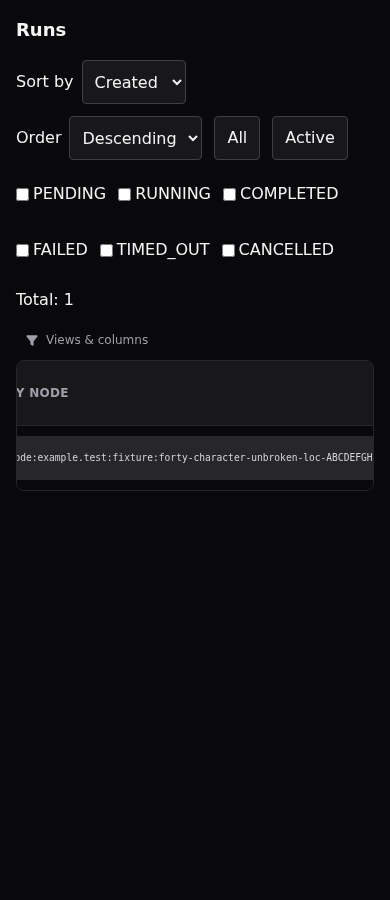 Runs
Sort by Created
Order Descending All Active
PENDING RUNNING COMPLETED
FAILED TIMED_OUT CANCELLED
Total: 1
Views & columns
Y NODE
ode:example.test:fixture:forty-character-unbroken-loc-ABCDEFGH